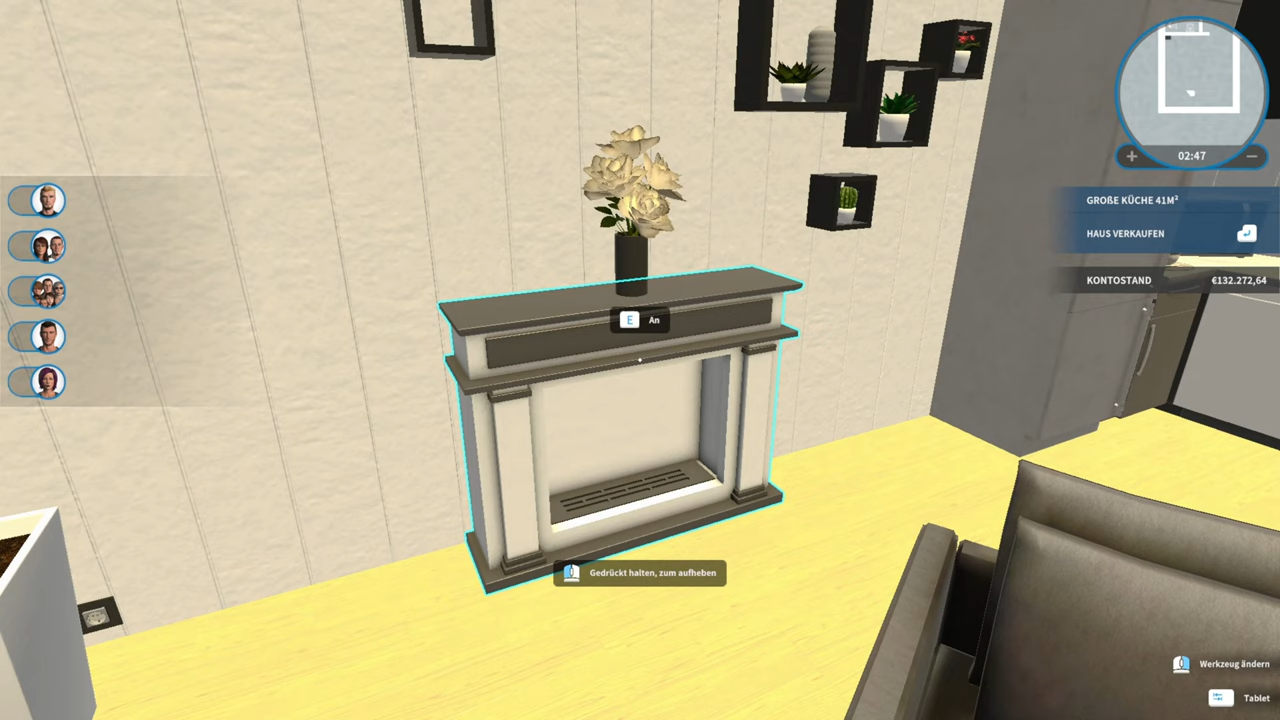 02:47
GROẞE KÜCHE 41M²
HAUS VERKAUFEN
KONTOSTAND €132.272,64
E An
Gedrückt halten, zum aufheben
Werkzeug ändern
Tablet